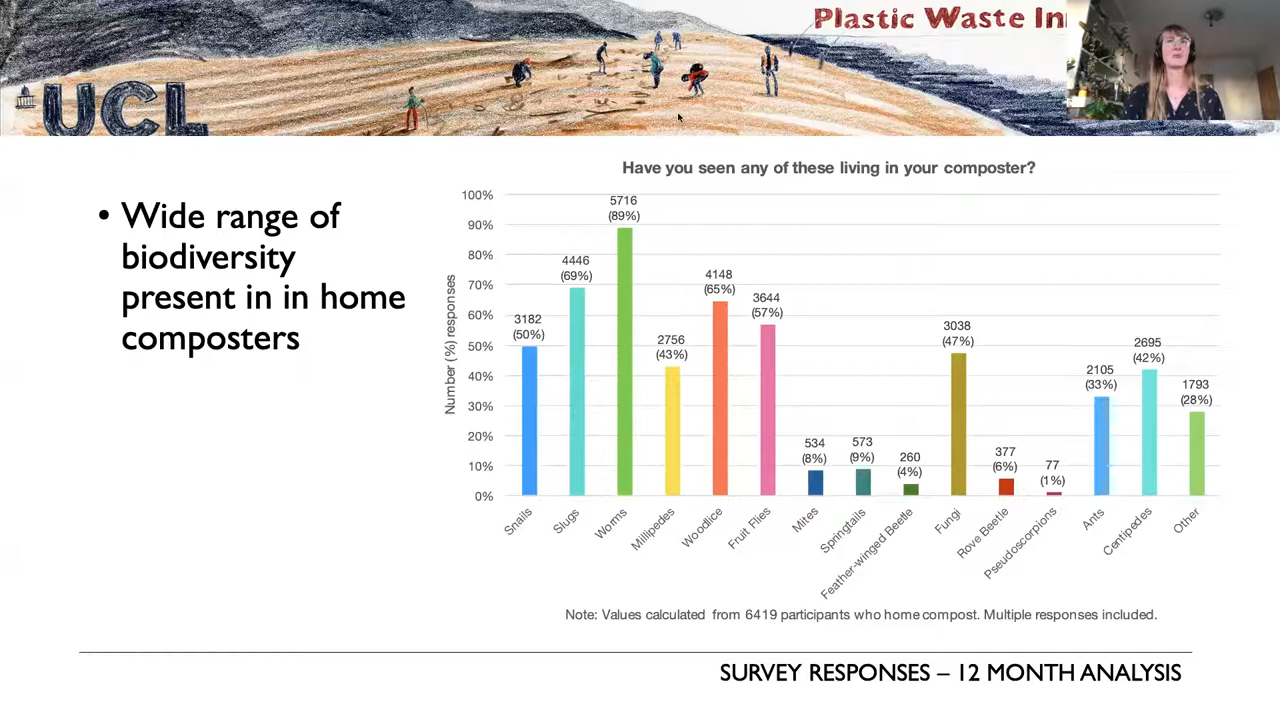 Plastic Waste
UCL
• Wide range of
biodiversity
present in in home
composters
Have you seen any of these living in your composter?
Number (%) responses
100%
90%
80%
70%
60%
50%
40%
30%
20%
10%
0%
3182
(50%)
4446
(69%)
5716
(89%)
2756
(43%)
4148
(65%)
3644
(57%)
534
(8%)
573
(9%)
260
(4%)
3038
(47%)
377
(6%)
77
(1%)
2105
(33%)
2695
(42%)
1793
(28%)
Snails
Slugs
Worms
Millipedes
Woodlice
Fruit Flies
Mites
Springtails
Feather-winged Beetle
Fungi
Rove Beetle
Pseudoscorpions
Ants
Centipedes
Other
Note: Values calculated from 6419 participants who home compost. Multiple responses included.
SURVEY RESPONSES – 12 MONTH ANALYSIS